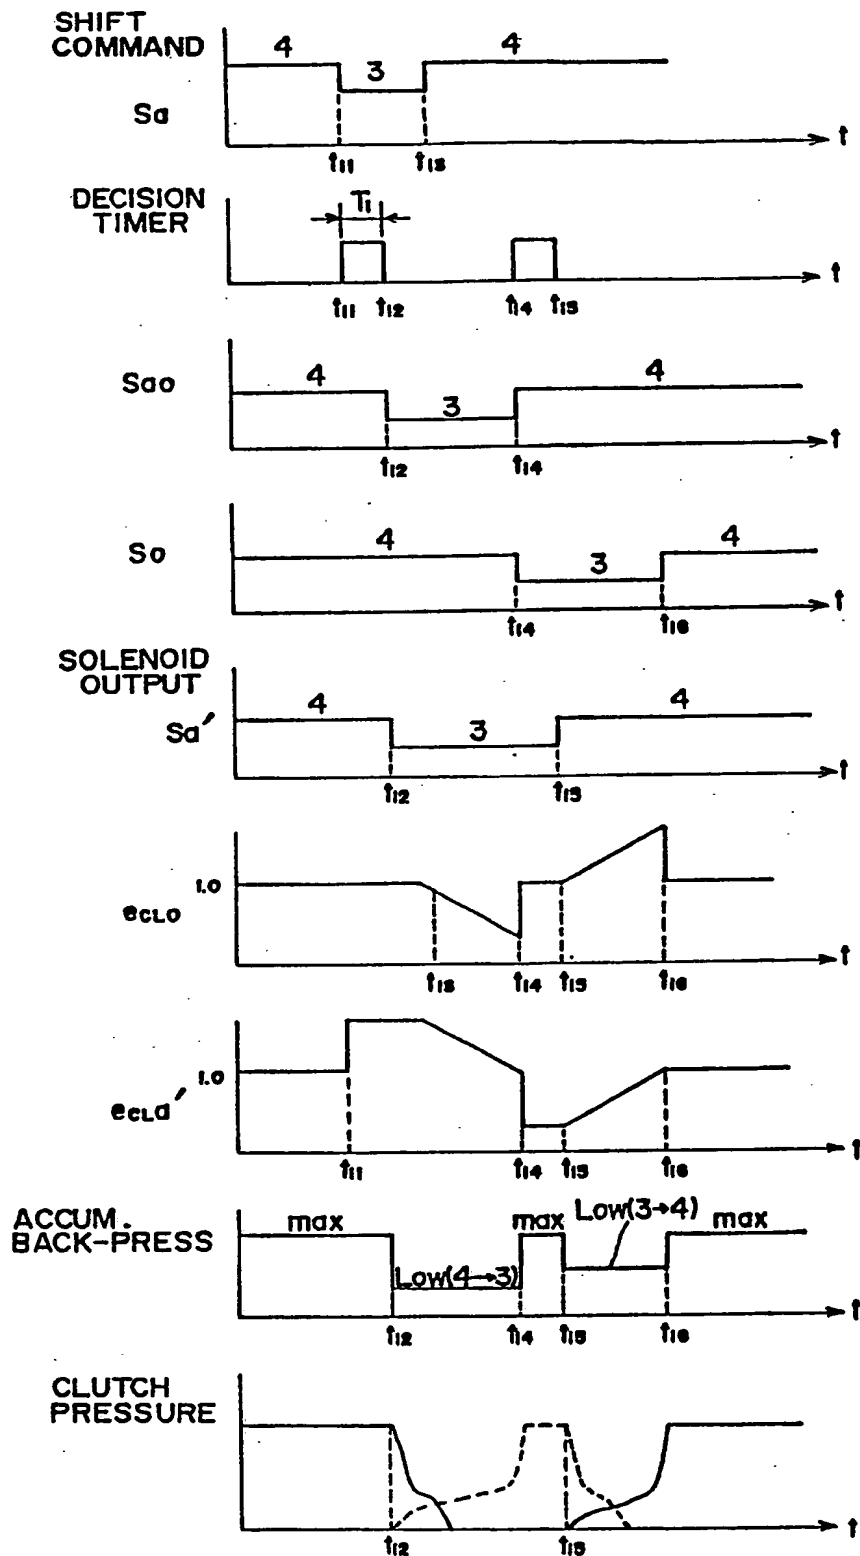 SHIFT
COMMAND
4
3
4
Sa
t11
t13
t
DECISION
TIMER
T1
t11
t12
t14
t15
t
Sao
4
3
4
t12
t14
t
So
4
3
4
t14
t16
t
SOLENOID
OUTPUT
Sa'
4
3
4
t12
t15
t
1.0
eCLO
t13
t14
t15
t16
t
1.0
eCLa'
t11
t14
t15
t16
t
ACCUM.
BACK-PRESS
max
Low(4→3)
max
Low(3→4)
max
t12
t14
t15
t16
t
CLUTCH
PRESSURE
t12
t15
t